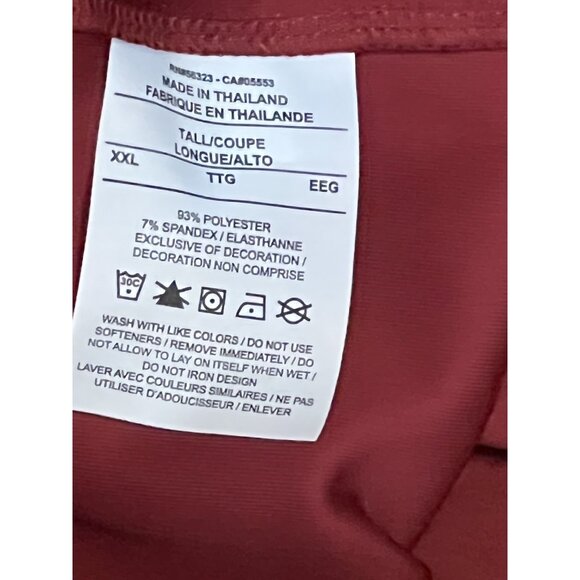 RN#56323 - CA#05553
MADE IN THAILAND
FABRIQUE EN THAILANDE
TALL/COUPE
LONGUE/ALTO
XXL TTG EEG
93% POLYESTER
7% SPANDEX / ELASTHANNE
EXCLUSIVE OF DECORATION /
DECORATION NON COMPRISE
30C
WASH WITH LIKE COLORS / DO NOT USE
SOFTENERS / REMOVE IMMEDIATELY / DO
NOT ALLOW TO LAY ON ITSELF WHEN WET /
DO NOT IRON DESIGN
LAVER AVEC COULEURS SIMILAIRES / NE PAS
UTILISER D'ADOUCISSEUR / ENLEVER